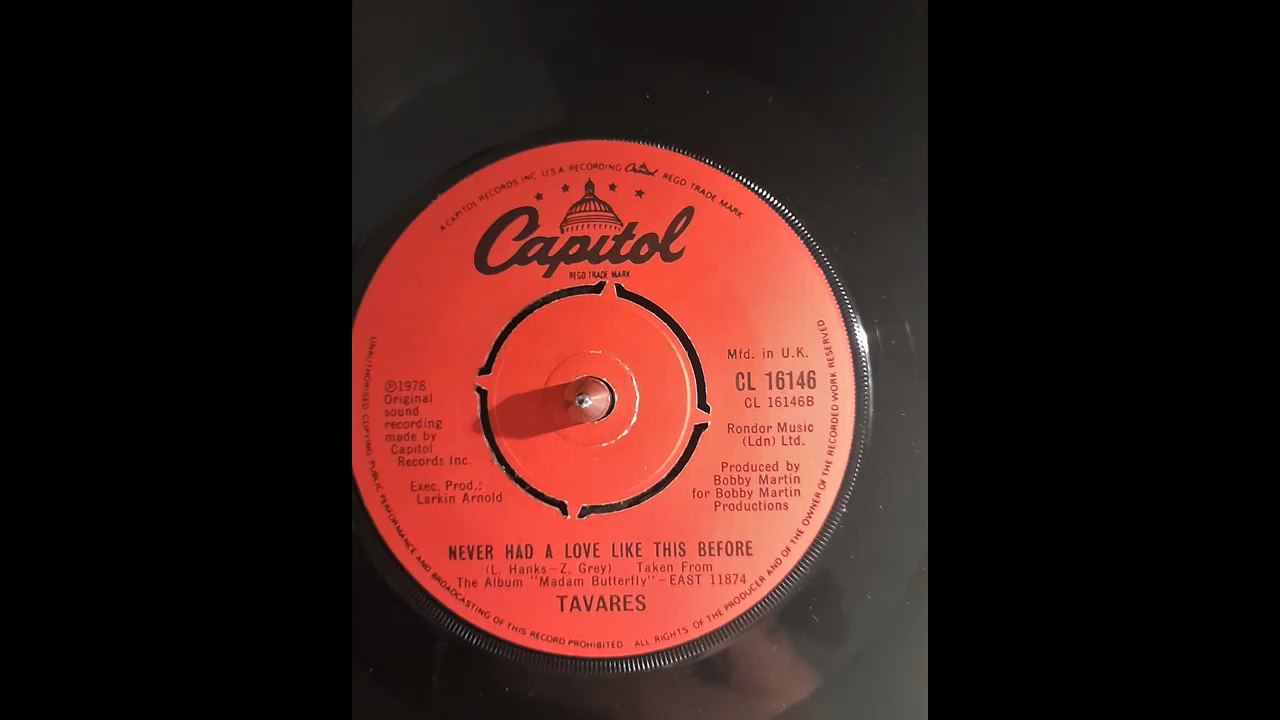 A CAPITOL RECORDS INC U.S.A RECORDING Capitol REGD TRADE MARK
Capitol
REGD TRADE MARK
Mfd. in U.K.
CL 16146
CL 16146B
Rondor Music
(Ldn) Ltd.
Produced by
Bobby Martin
for Bobby Martin
Productions
℗1978
Original
sound
recording
made by
Capitol
Records Inc.
Exec. Prod.:
Larkin Arnold
NEVER HAD A LOVE LIKE THIS BEFORE
(L. Hanks–Z. Grey) Taken From
The Album "Madam Butterfly"–EAST 11874
TAVARES
UNAUTHORISED COPYING PUBLIC PERFORMANCE AND BROADCASTING OF THIS RECORD PROHIBITED ALL RIGHTS OF THE PRODUCER AND OF THE OWNER OF THE RECORDED WORK RESERVED